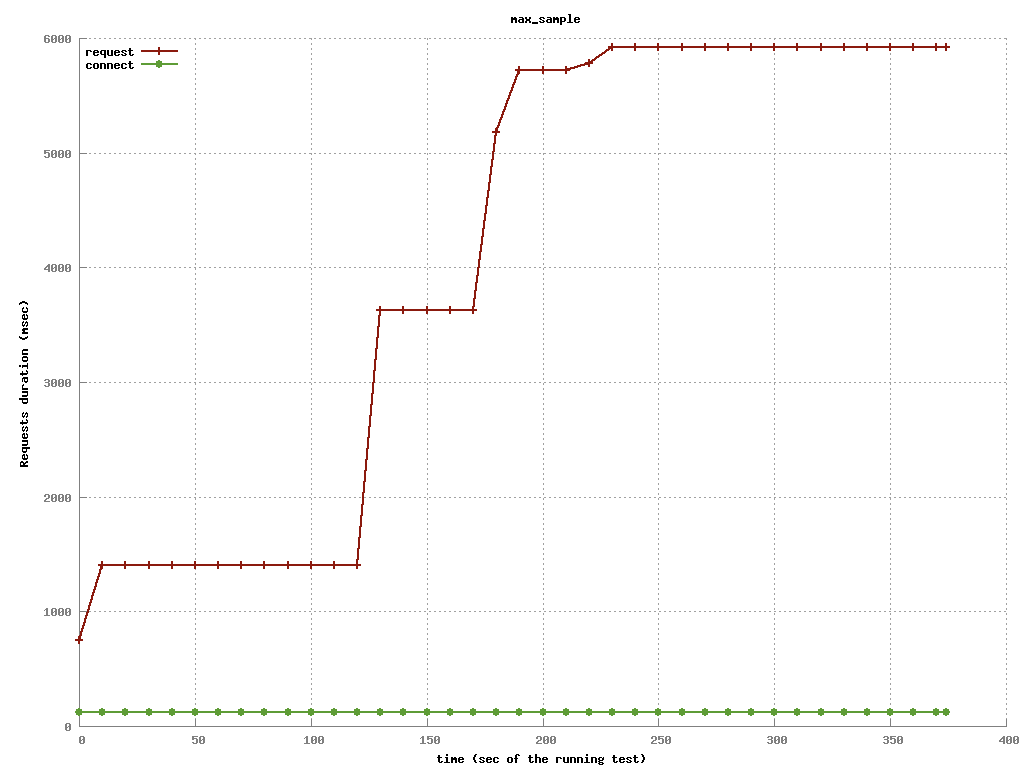 max_sample
6000
request
connect
5000
4000
Requests duration (msec)
3000
2000
1000
0
0 50 100 150 200 250 300 350 400
time (sec of the running test)